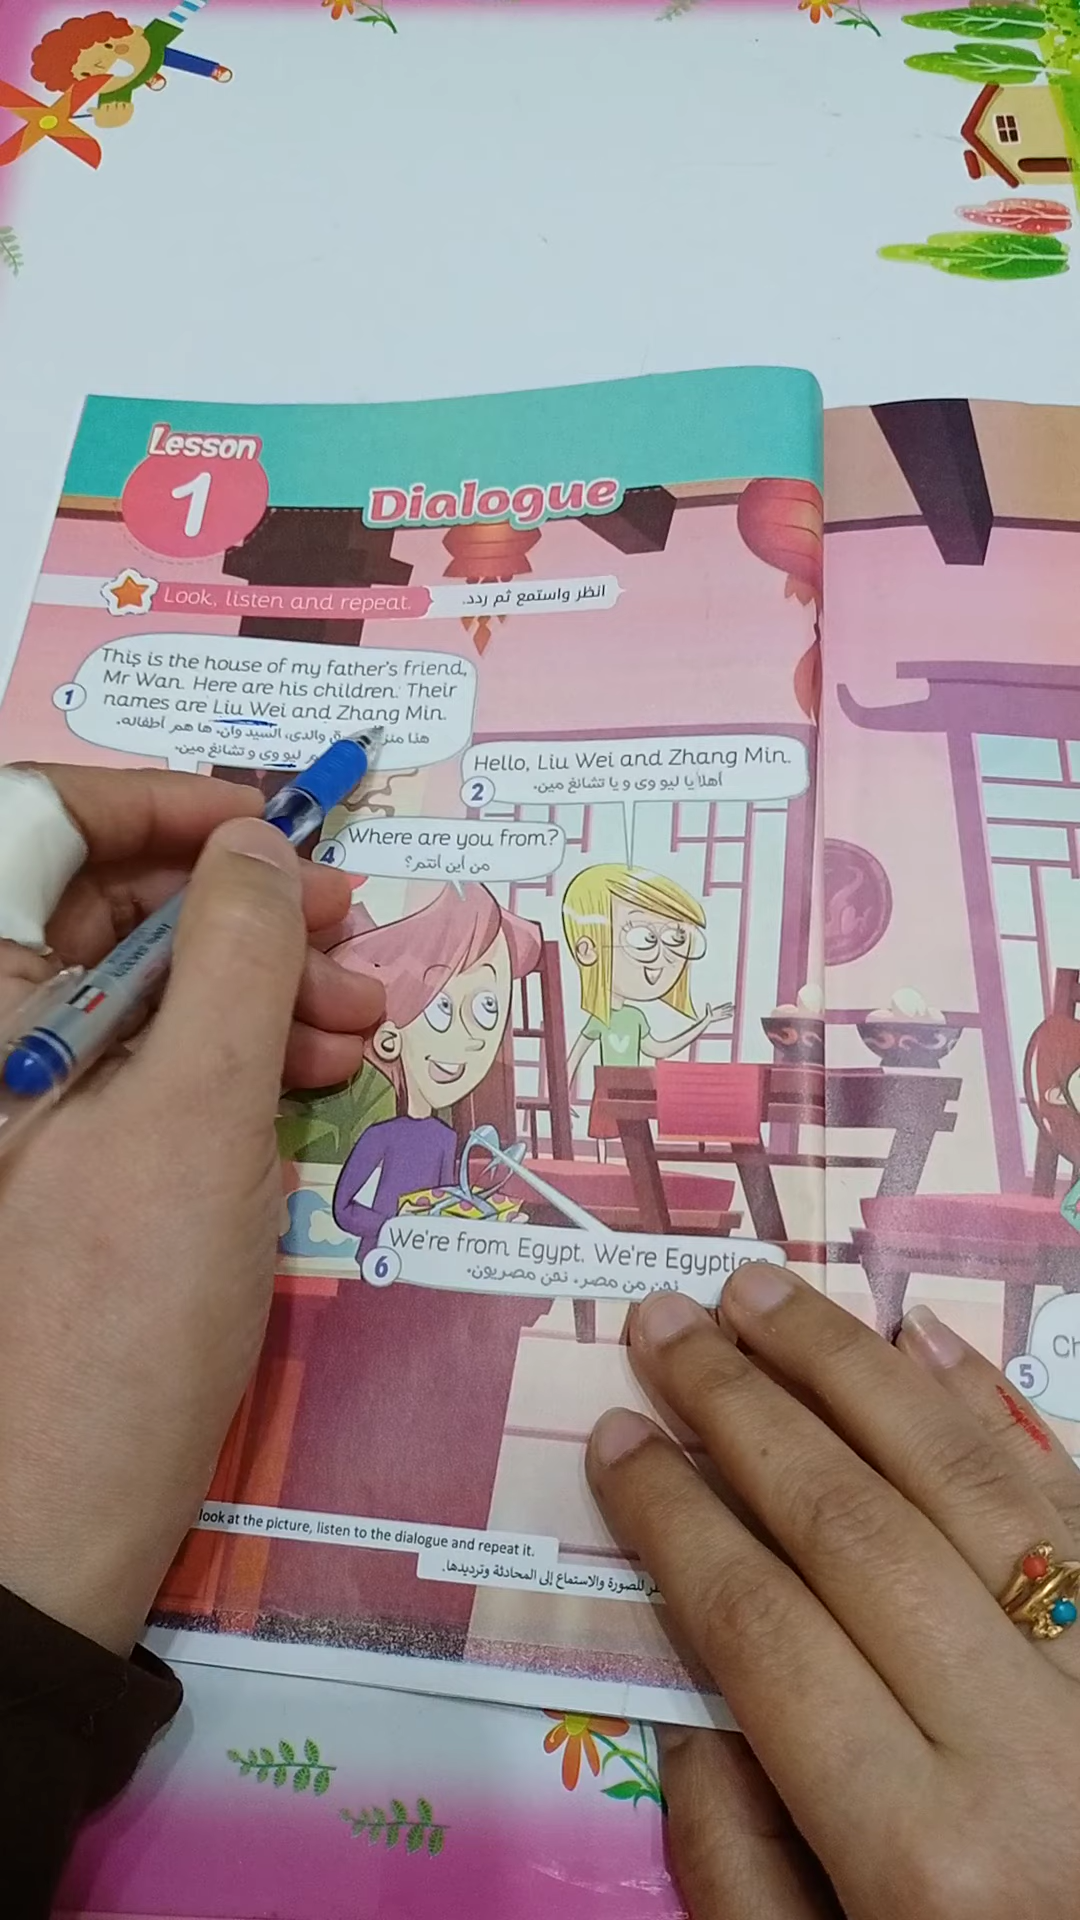 Lesson
1
Dialogue
Look, listen and repeat.
انظر واستمع ثم ردد.
1
This is the house of my father's friend,
Mr Wan. Here are his children. Their
names are Liu Wei and Zhang Min.
والدى، السيد وان، ها هم أطفاله.
ليو وى و تشانغ مين.
2
Hello, Liu Wei and Zhang Min.
أهلا يا ليو وى و يا تشانغ مين.
4
Where are you from?
من أين أنتم؟
6
We're from Egypt. We're
نحن من مصر. نحن مصريون.
5
look at the picture, listen to the dialogue and repeat it.
للصورة والاستماع إلى المحادثة وترديدها.